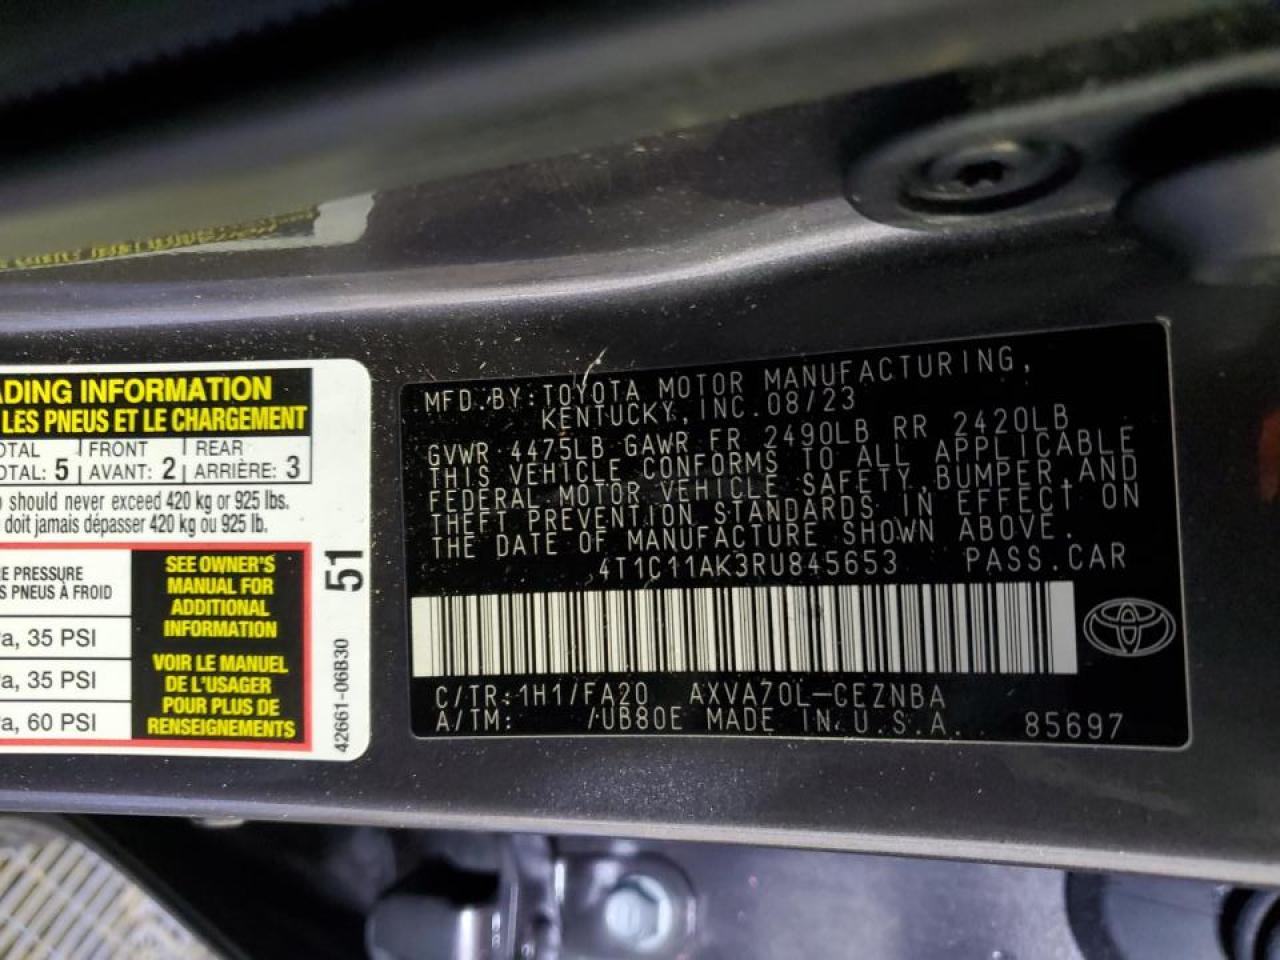 ADING INFORMATION
LES PNEUS ET LE CHARGEMENT
OTAL FRONT REAR
OTAL: 5 AVANT: 2 ARRIÈRE: 3
should never exceed 420 kg or 925 lbs.
doit jamais dépasser 420 kg ou 925 lb.
RE PRESSURE
S PNEUS À FROID
a, 35 PSI
a, 35 PSI
a, 60 PSI
SEE OWNER'S
MANUAL FOR
ADDITIONAL
INFORMATION
VOIR LE MANUEL
DE L'USAGER
POUR PLUS DE
RENSEIGNEMENTS
51
42661-06B30
MFD.BY:TOYOTA MOTOR MANUFACTURING,
KENTUCKY, INC.08/23
GVWR 4475LB GAWR FR 2490LB RR 2420LB
THIS VEHICLE CONFORMS TO ALL APPLICABLE
FEDERAL MOTOR VEHICLE SAFETY,BUMPER,AND
THEFT PREVENTION STANDARDS IN EFFECT ON
THE DATE OF MANUFACTURE SHOWN ABOVE.
4T1C11AK3RU845653 PASS.CAR
C/TR:1H1/FA20 AXVA70L-CEZNBA
A/TM: /UB80E MADE IN U.S.A. 85697